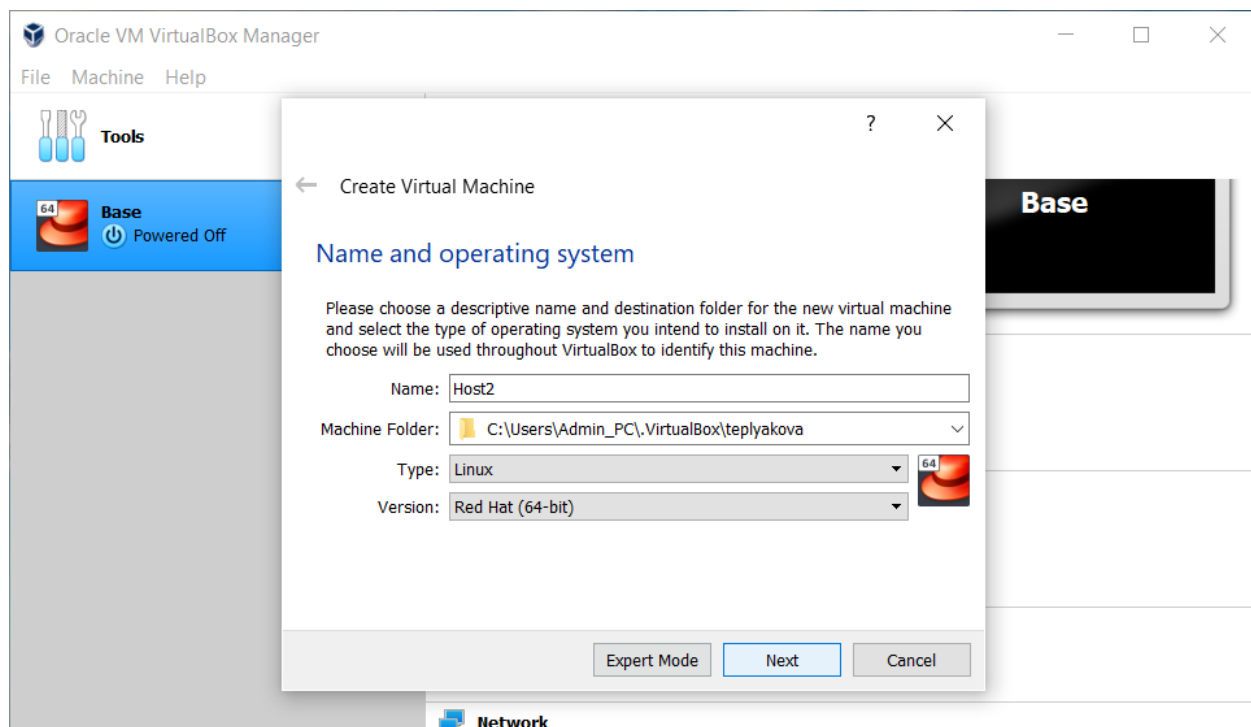 Oracle VM VirtualBox Manager
File Machine Help
Tools
64
Base
Powered Off
Base
?
Create Virtual Machine
Name and operating system
Please choose a descriptive name and destination folder for the new virtual machine
and select the type of operating system you intend to install on it. The name you
choose will be used throughout VirtualBox to identify this machine.
Name: Host2
Machine Folder: C:\Users\Admin_PC\.VirtualBox\teplyakova
Type: Linux
64
Version: Red Hat (64-bit)
Expert Mode Next Cancel
Network